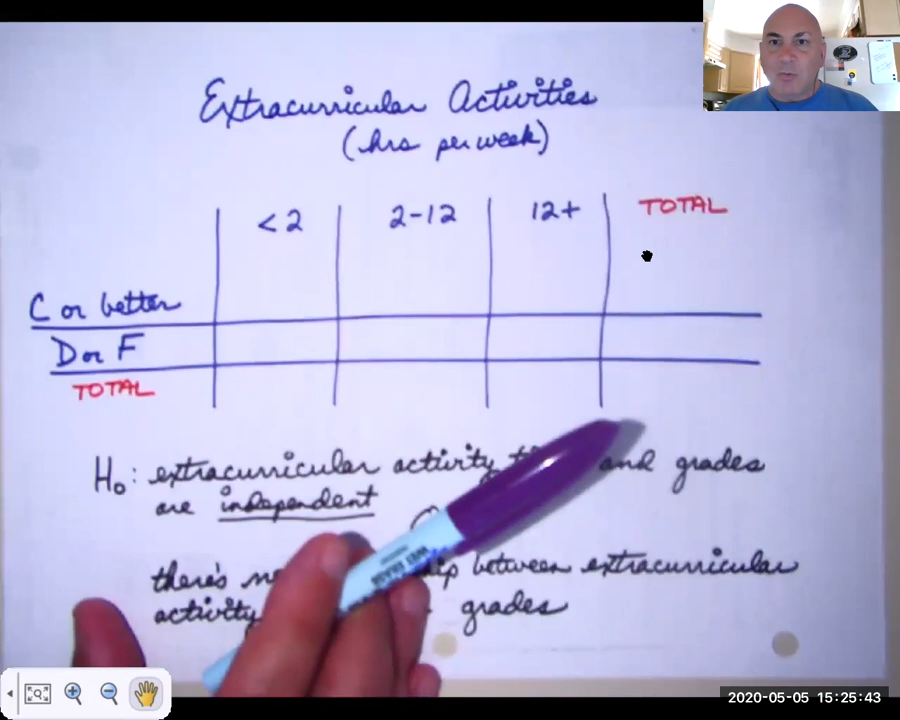 Extracurricular Activities
(hrs per week)
<2 2-12 12+ TOTAL
C or better
D or F
TOTAL
H₀: extracurricular activity and grades
are independent
there's between extracurricular
activity grades
2020-05-05 15:25:43